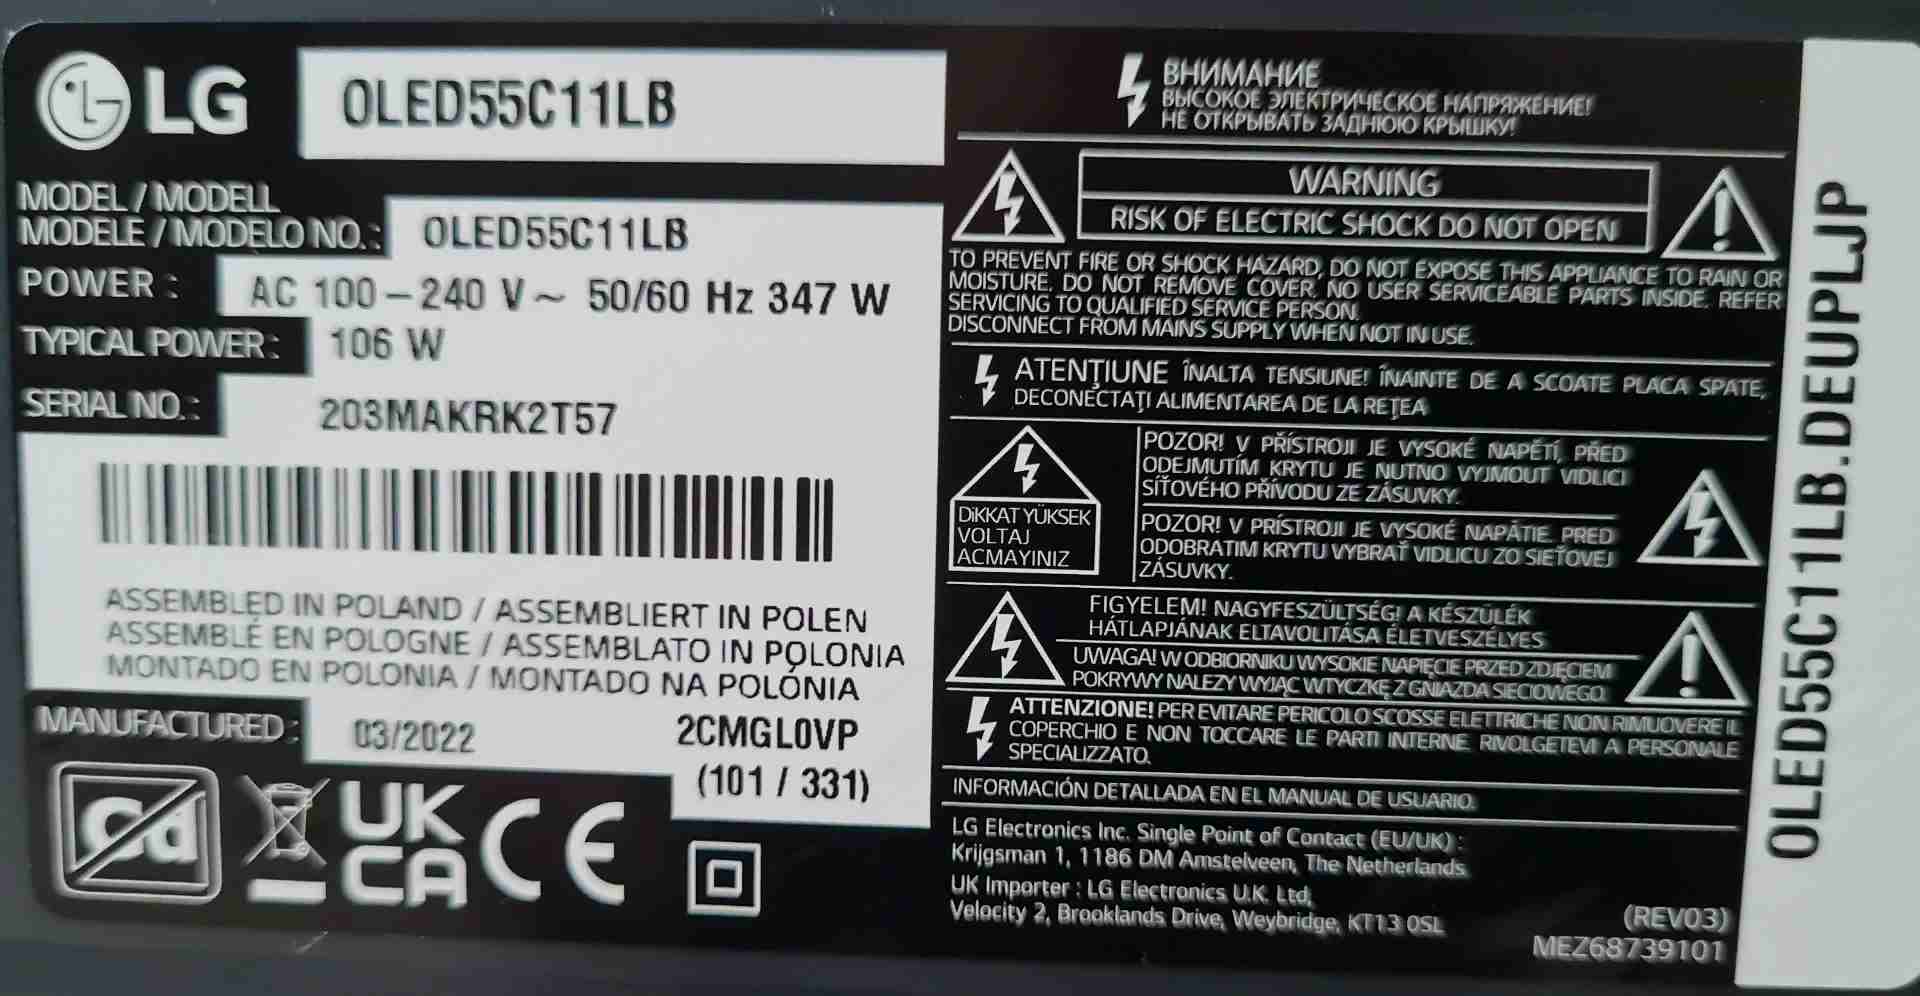 LG OLED55C11LB
MODEL / MODELL
MODELE / MODELO NO. : OLED55C11LB
POWER : AC 100 – 240 V ~ 50/60 Hz 347 W
TYPICAL POWER : 106 W
SERIAL NO. : 203MAKRK2T57
ASSEMBLED IN POLAND / ASSEMBLIERT IN POLEN
ASSEMBLÉ EN POLOGNE / ASSEMBLATO IN POLONIA
MONTADO EN POLONIA / MONTADO NA POLÓNIA
MANUFACTURED : 03/2022 2CMGL0VP
(101 / 331)
Cd
UK
CA
CE
ВНИМАНИЕ
ВЫСОКОЕ ЭЛЕКТРИЧЕСКОЕ НАПРЯЖЕНИЕ!
НЕ ОТКРЫВАТЬ ЗАДНЮЮ КРЫШКУ!
WARNING
RISK OF ELECTRIC SHOCK DO NOT OPEN
TO PREVENT FIRE OR SHOCK HAZARD, DO NOT EXPOSE THIS APPLIANCE TO RAIN OR
MOISTURE. DO NOT REMOVE COVER. NO USER SERVICEABLE PARTS INSIDE. REFER
SERVICING TO QUALIFIED SERVICE PERSON.
DISCONNECT FROM MAINS SUPPLY WHEN NOT IN USE.
ATENȚIUNE ÎNALTA TENSIUNE! ÎNAINTE DE A SCOATE PLACA SPATE,
DECONECTAȚI ALIMENTAREA DE LA REȚEA
DİKKAT YÜKSEK
VOLTAJ
ACMAYINIZ
POZOR! V PŘÍSTROJI JE VYSOKÉ NAPĚTÍ, PŘED
ODEJMUTÍM KRYTU JE NUTNO VYJMOUT VIDLICI
SÍŤOVÉHO PŘÍVODU ZE ZÁSUVKY.
POZOR! V PRÍSTROJI JE VYSOKÉ NAPÄTIE. PRED
ODOBRATIM KRYTU VYBRAŤ VIDLICU ZO SIEŤOVEJ
ZÁSUVKY.
FIGYELEM! NAGYFESZÜLTSÉG! A KÉSZÜLÉK
HÁTLAPJÁNAK ELTAVOLITÁSA ÉLETVESZÉLYES
UWAGA! W ODBIORNIKU WYSOKIE NAPIĘCIE PRZED ZDJĘCIEM
POKRYWY NALEZY WYJĄC WTYCZKĘ Z GNIAZDA SIECIOWEGO.
ATTENZIONE! PER EVITARE PERICOLO SCOSSE ELETTRICHE NON RIMUOVERE IL
COPERCHIO E NON TOCCARE LE PARTI INTERNE. RIVOLGETEVI A PERSONALE
SPECIALIZZATO.
INFORMACIÓN DETALLADA EN EL MANUAL DE USUARIO.
LG Electronics Inc. Single Point of Contact (EU/UK) :
Krijgsman 1, 1186 DM Amstelveen, The Netherlands
UK Importer : LG Electronics U.K. Ltd,
Velocity 2, Brooklands Drive, Weybridge, KT13 0SL
(REV03)
MEZ68739101
OLED55C11LB.DEUPLJP